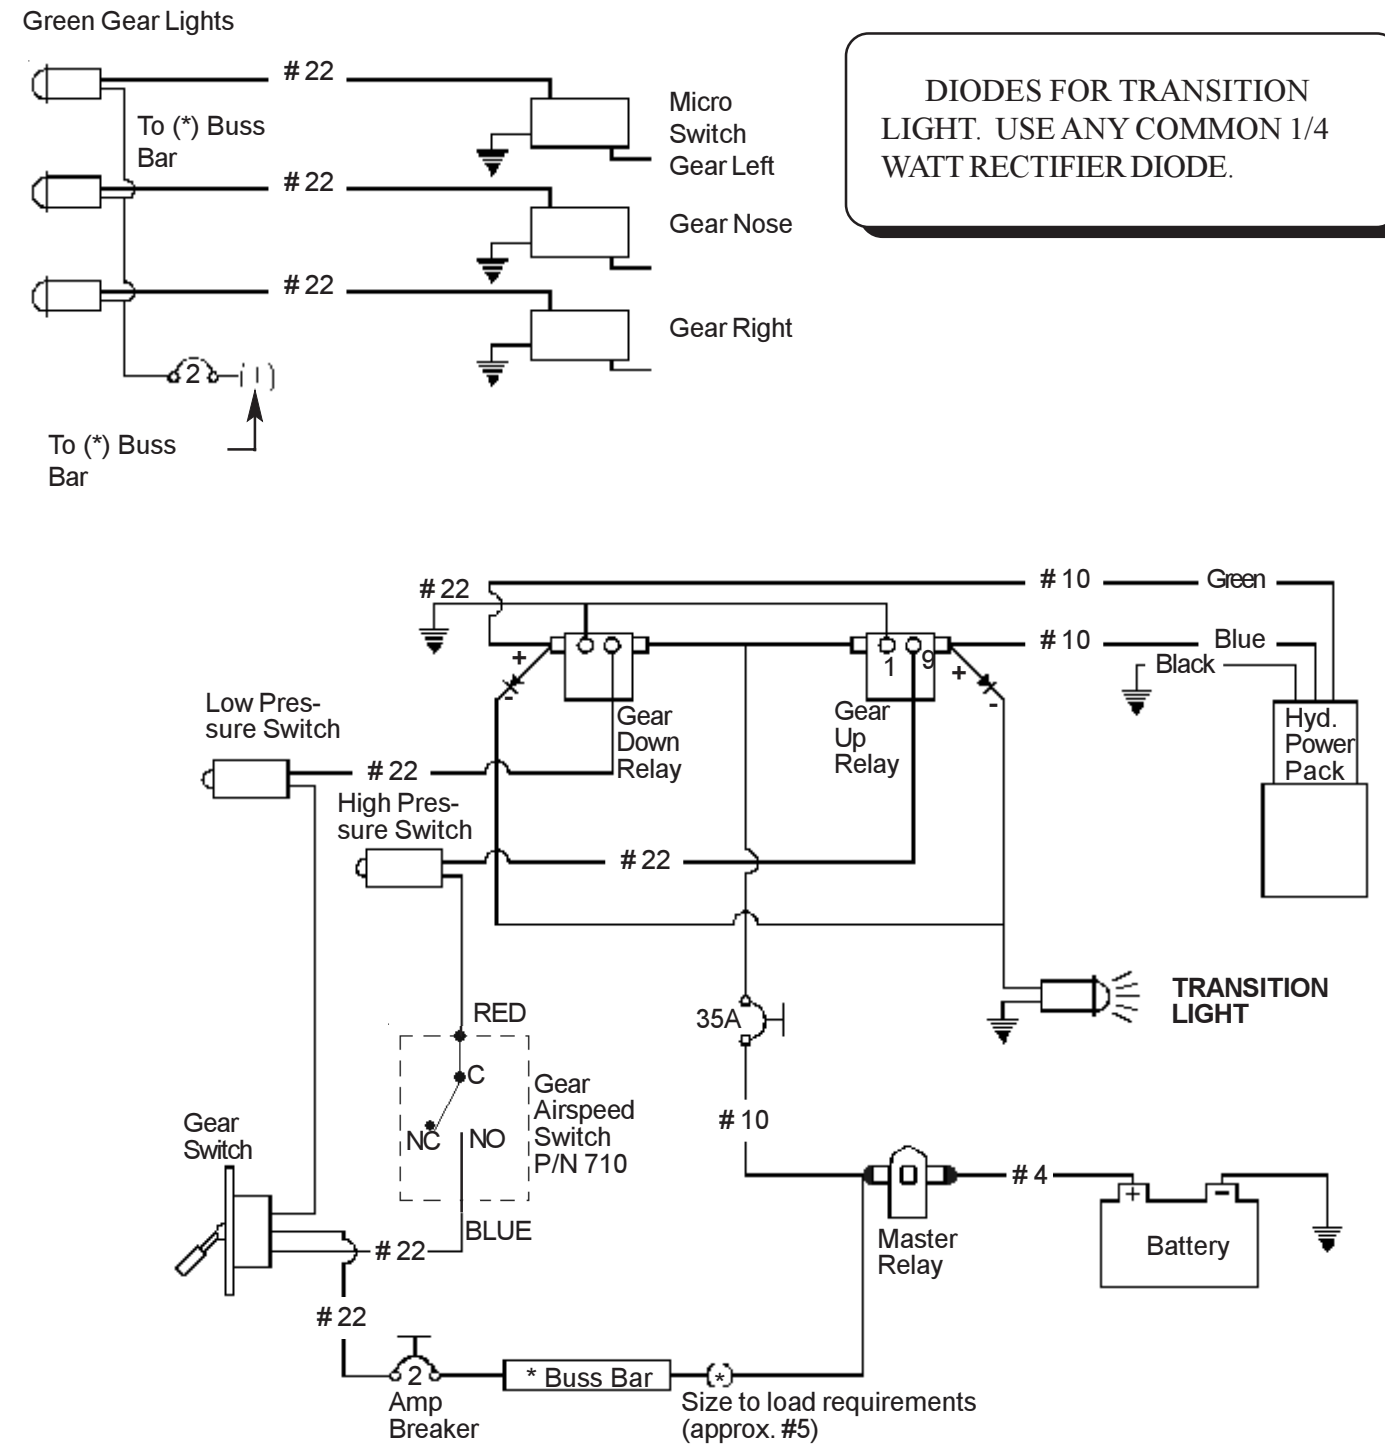 Green Gear Lights
# 22
To (*) Buss
Bar
Micro
Switch
Gear Left
# 22
Gear Nose
# 22
Gear Right
2
To (*) Buss
Bar
DIODES FOR TRANSITION
LIGHT. USE ANY COMMON 1/4
WATT RECTIFIER DIODE.
# 22
# 10
Green
# 10
Blue
Black
+
-
1
9
+
-
Gear
Down
Relay
Gear
Up
Relay
Hyd.
Power
Pack
Low Pres-
sure Switch
# 22
High Pres-
sure Switch
# 22
TRANSITION
LIGHT
35A
RED
C
NC
NO
Gear
Airspeed
Switch
P/N 710
BLUE
Gear
Switch
# 22
# 22
# 10
# 4
Master
Relay
+
-
Battery
2
Amp
Breaker
* Buss Bar
(*)
Size to load requirements
(approx. #5)